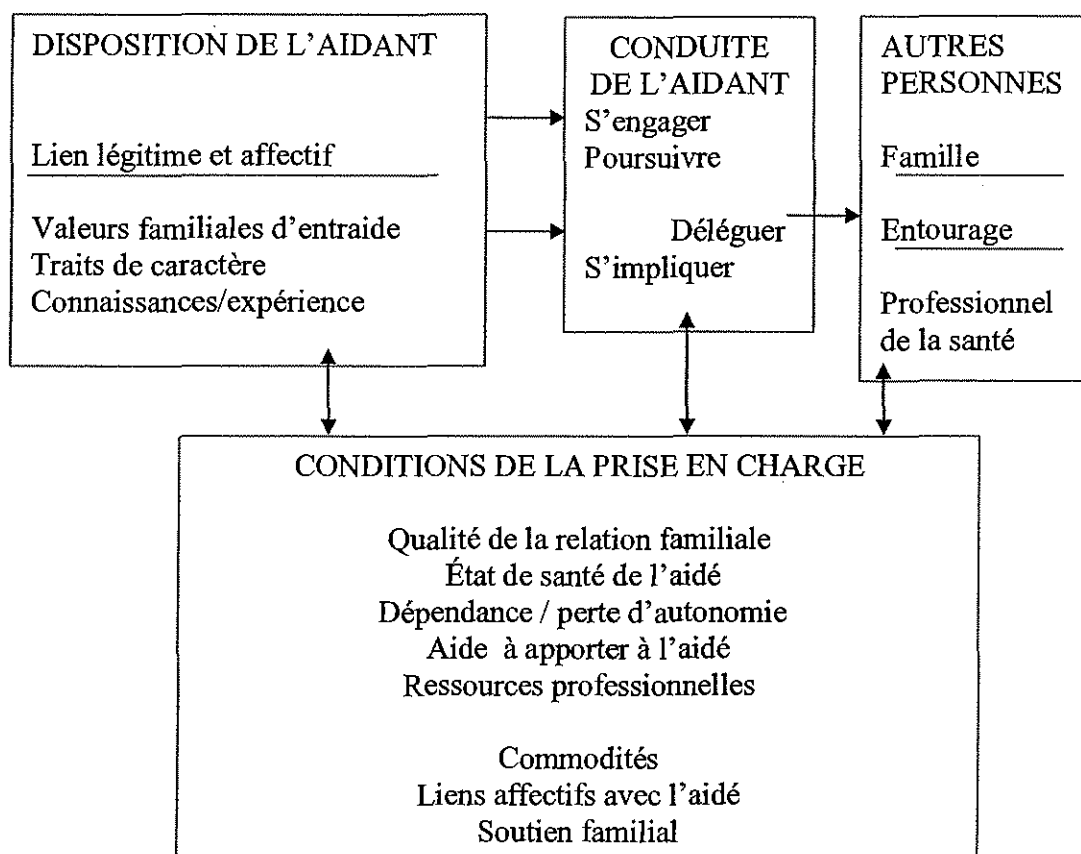 DISPOSITION DE L'AIDANT
Lien légitime et affectif
Valeurs familiales d'entraide
Traits de caractère
Connaissances/expérience
CONDUITE
DE L'AIDANT
S'engager
Poursuivre
Déléguer
S'impliquer
AUTRES
PERSONNES
Famille
Entourage
Professionnel
de la santé
CONDITIONS DE LA PRISE EN CHARGE
Qualité de la relation familiale
État de santé de l'aidé
Dépendance / perte d'autonomie
Aide à apporter à l'aidé
Ressources professionnelles
Commodités
Liens affectifs avec l'aidé
Soutien familial